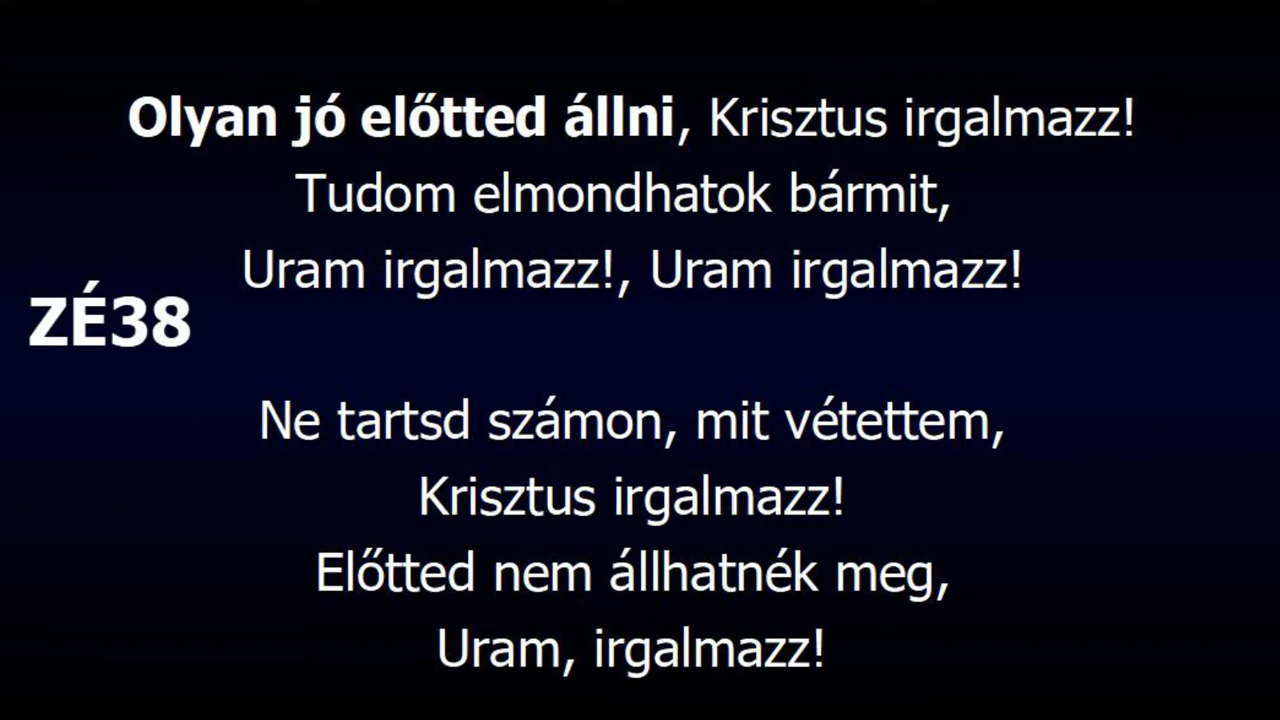 Olyan jó előtted állni, Krisztus irgalmazz!
Tudom elmondhatok bármit,
Uram irgalmazz!, Uram irgalmazz!
ZÉ38
Ne tartsd számon, mit vétettem,
Krisztus irgalmazz!
Előtted nem állhatnék meg,
Uram, irgalmazz!